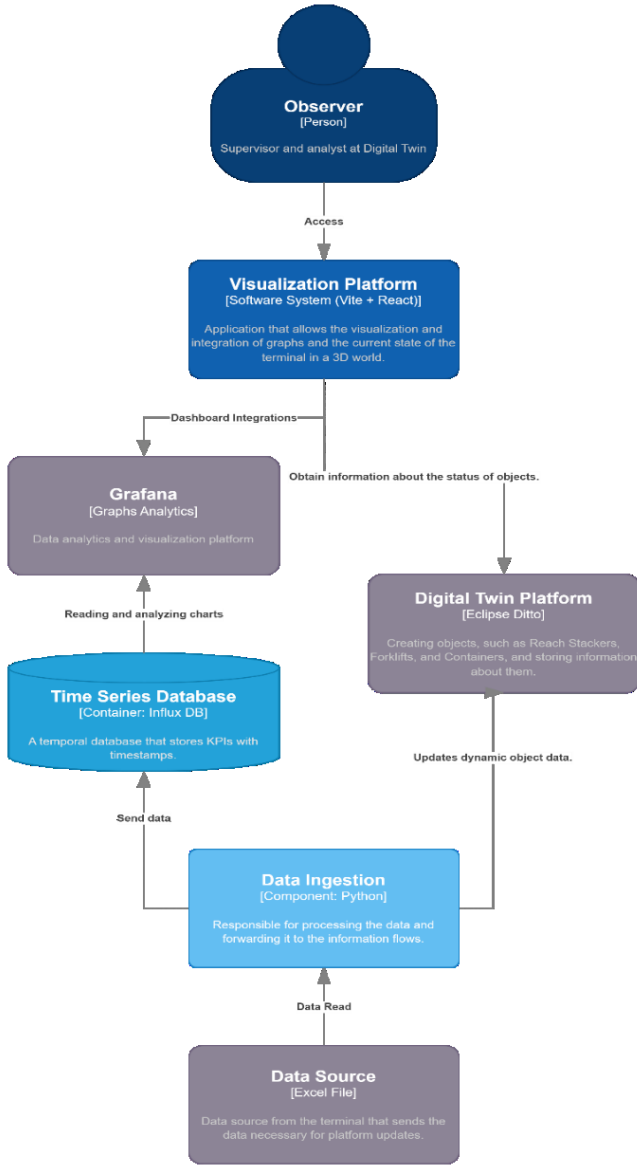 Observer
[Person]
Supervisor and analyst at Digital Twin
Access
Visualization Platform
[Software System (Vite + React)]
Application that allows the visualization and
integration of graphs and the current state of the
terminal in a 3D world.
Dashboard Integrations
Obtain information about the status of objects.
Grafana
[Graphs Analytics]
Data analytics and visualization platform
Digital Twin Platform
[Eclipse Ditto]
Creating objects, such as Reach Stackers,
Forklifts, and Containers, and storing information
about them.
Reading and analyzing charts
Time Series Database
[Container: Influx DB]
A temporal database that stores KPIs with
timestamps.
Updates dynamic object data.
Send data
Data Ingestion
[Component: Python]
Responsible for processing the data and
forwarding it to the information flows.
Data Read
Data Source
[Excel File]
Data source from the terminal that sends the
data necessary for platform updates.